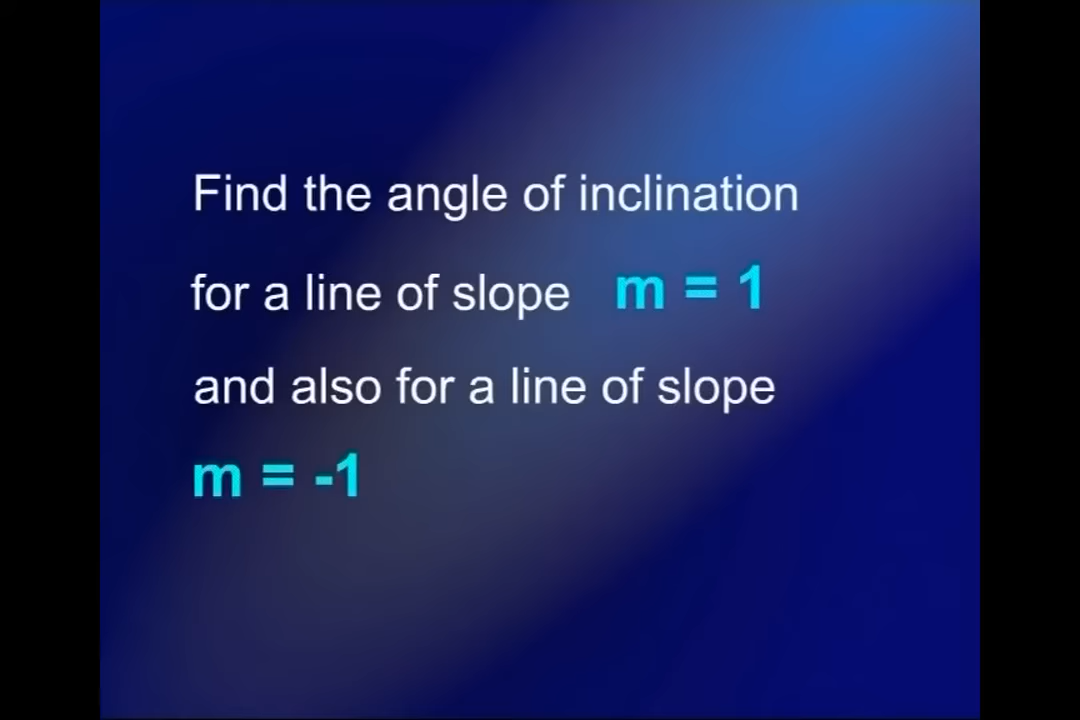 Find the angle of inclination
for a line of slope m = 1
and also for a line of slope
m = -1